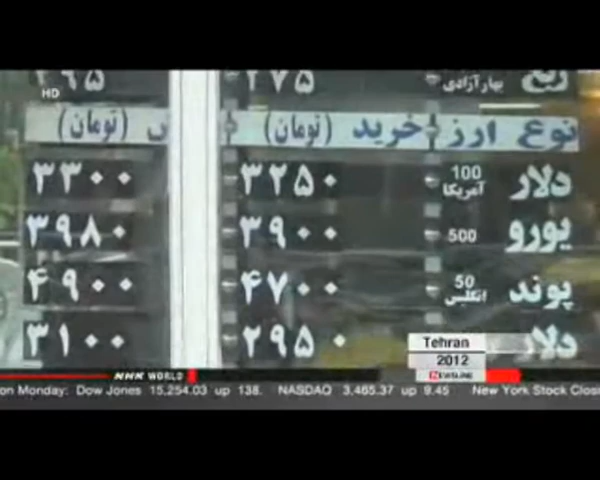 HD
ربع بهار آزادی ۲۷۵ ۲۶۵
نوع ارز خرید (تومان) (تومان)
دلار 100 آمریکا ۳۲۵۰ ۳۳۰۰
یورو 500 ۳۹۰۰ ۳۹۸۰
پوند 50 انگلیس ۴۷۰۰ ۴۹۰۰
دلار ۲۹۵۰ ۳۱۰۰
Tehran
2012
NHK WORLD NEWSLINE
on Monday: Dow Jones 15,254.03 up 138. NASDAQ 3,465.37 up 9.45 New York Stock Clos